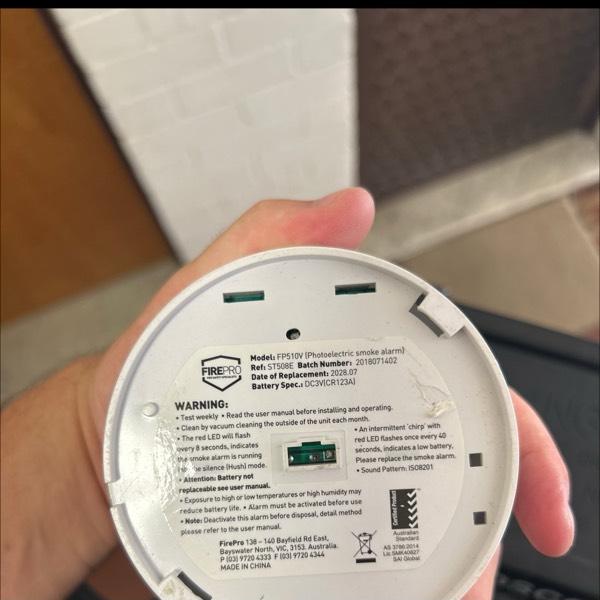 FIREPRO
Model: FP510V (Photoelectric smoke alarm)
Ref: ST508E Batch Number: 2018071402
Date of Replacement: 2028.07
Battery Spec.: DC3V(CR123A)
WARNING:
• Test weekly • Read the user manual before installing and operating.
• Clean by vacuum cleaning the outside of the unit each month.
• The red LED will flash
every 8 seconds, indicates
the smoke alarm is running
the silence (Hush) mode.
• Attention: Battery not
replaceable see user manual.
• An intermittent 'chirp' with
red LED flashes once every 40
seconds, indicates a low battery,
Please replace the smoke alarm.
• Sound Pattern: ISO8201
• Exposure to high or low temperatures or high humidity may
reduce battery life. • Alarm must be activated before use
• Note: Deactivate this alarm before disposal, detail method
please refer to the user manual.
FirePro 138 – 140 Bayfield Rd East,
Bayswater North, VIC, 3153. Australia.
P (03) 9720 4333 F (03) 9720 4344
MADE IN CHINA
Certified Product
Australian
Standard
AS 3786:2014
Lic SMK40827
SAI Global